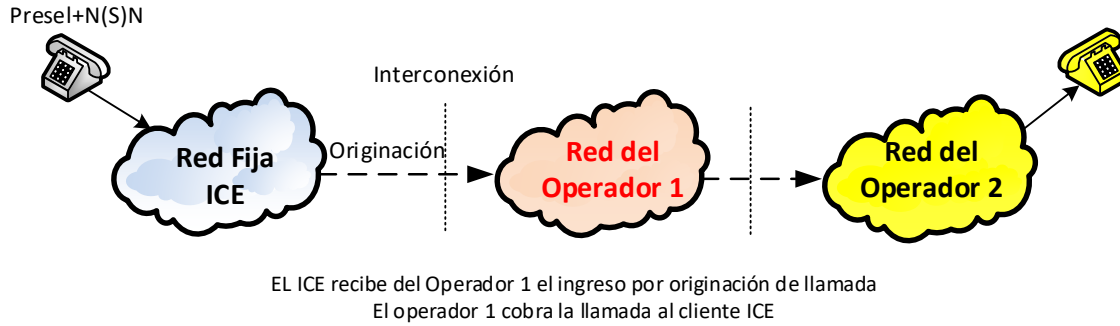 Presel+N(S)N
Interconexión
Red Fija
ICE
Originación
Red del
Operador 1
Red del
Operador 2
EL ICE recibe del Operador 1 el ingreso por originación de llamada
El operador 1 cobra la llamada al cliente ICE